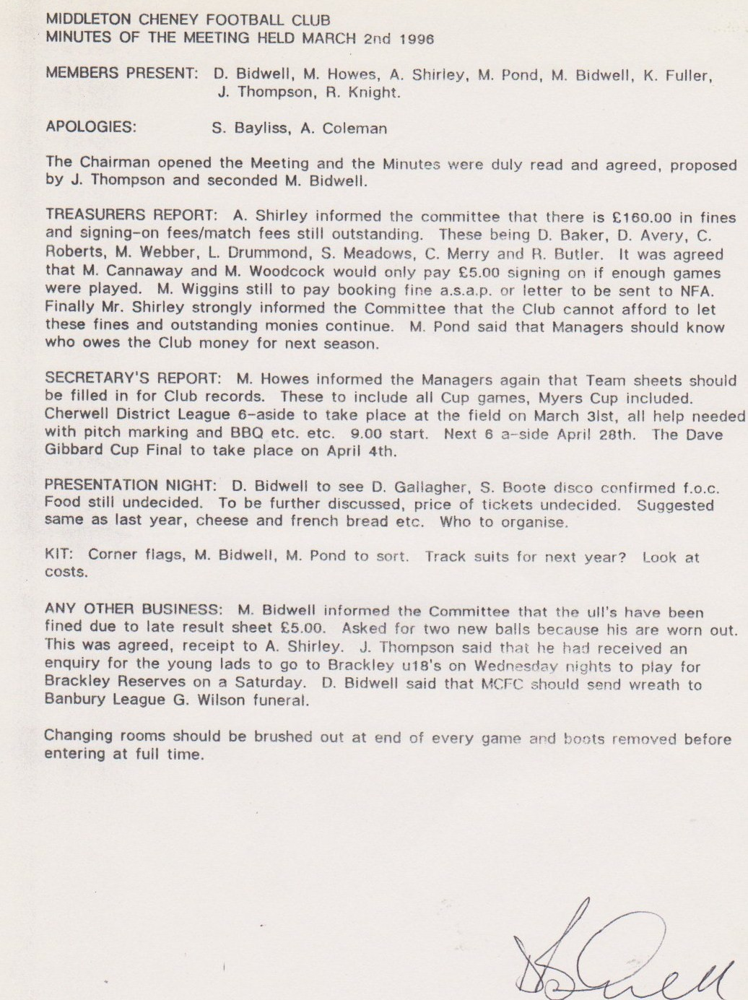 MIDDLETON CHENEY FOOTBALL CLUB
MINUTES OF THE MEETING HELD MARCH 2nd 1996
MEMBERS PRESENT: D. Bidwell, M. Howes, A. Shirley, M. Pond, M. Bidwell, K. Fuller,
J. Thompson, R. Knight.
APOLOGIES: S. Bayliss, A. Coleman
The Chairman opened the Meeting and the Minutes were duly read and agreed, proposed
by J. Thompson and seconded M. Bidwell.
TREASURERS REPORT: A. Shirley informed the committee that there is £160.00 in fines
and signing-on fees/match fees still outstanding. These being D. Baker, D. Avery, C.
Roberts, M. Webber, L. Drummond, S. Meadows, C. Merry and R. Butler. It was agreed
that M. Cannaway and M. Woodcock would only pay £5.00 signing on if enough games
were played. M. Wiggins still to pay booking fine a.s.a.p. or letter to be sent to NFA.
Finally Mr. Shirley strongly informed the Committee that the Club cannot afford to let
these fines and outstanding monies continue. M. Pond said that Managers should know
who owes the Club money for next season.
SECRETARY'S REPORT: M. Howes informed the Managers again that Team sheets should
be filled in for Club records. These to include all Cup games, Myers Cup included.
Cherwell District League 6-aside to take place at the field on March 3lst, all help needed
with pitch marking and BBQ etc. etc. 9.00 start. Next 6 a-side April 28th. The Dave
Gibbard Cup Final to take place on April 4th.
PRESENTATION NIGHT: D. Bidwell to see D. Gallagher, S. Boote disco confirmed f.o.c.
Food still undecided. To be further discussed, price of tickets undecided. Suggested
same as last year, cheese and french bread etc. Who to organise.
KIT: Corner flags, M. Bidwell, M. Pond to sort. Track suits for next year? Look at
costs.
ANY OTHER BUSINESS: M. Bidwell informed the Committee that the ull's have been
fined due to late result sheet £5.00. Asked for two new balls because his are worn out.
This was agreed, receipt to A. Shirley. J. Thompson said that he had received an
enquiry for the young lads to go to Brackley u18's on Wednesday nights to play for
Brackley Reserves on a Saturday. D. Bidwell said that MCFC should send wreath to
Banbury League G. Wilson funeral.
Changing rooms should be brushed out at end of every game and boots removed before
entering at full time.